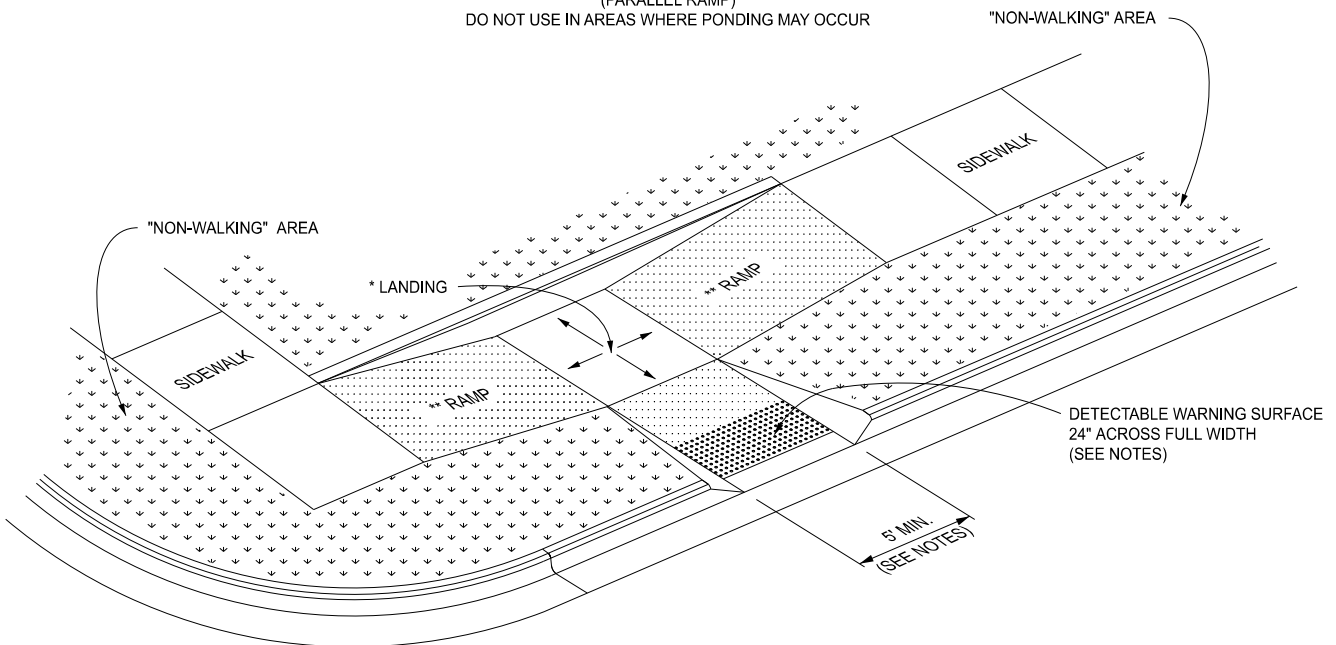 (PARALLEL RAMP)
DO NOT USE IN AREAS WHERE PONDING MAY OCCUR
"NON-WALKING" AREA
SIDEWALK
"NON-WALKING" AREA
* LANDING
** RAMP
SIDEWALK
** RAMP
DETECTABLE WARNING SURFACE
24" ACROSS FULL WIDTH
(SEE NOTES)
5' MIN.
(SEE NOTES)